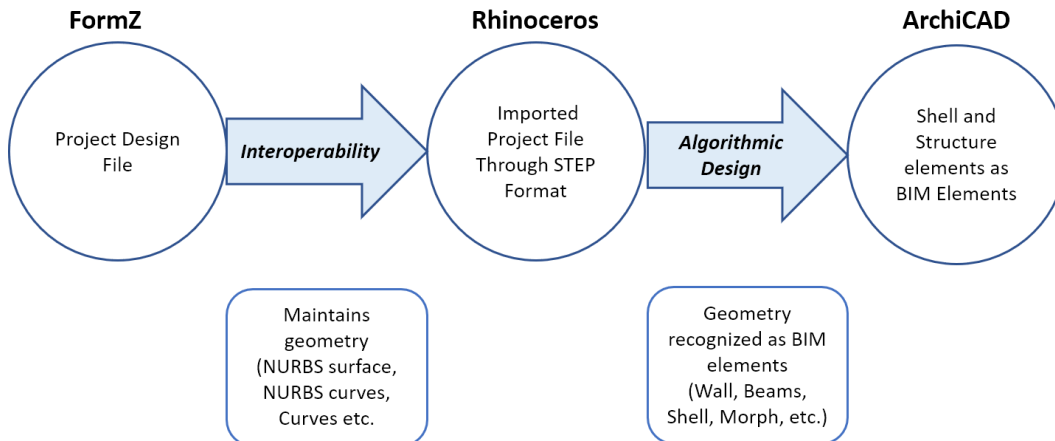 FormZ
Rhinoceros
ArchiCAD
Project Design
File
Interoperability
Imported
Project File
Through STEP
Format
Algorithmic
Design
Shell and
Structure
elements as
BIM Elements
Maintains
geometry
(NURBS surface,
NURBS curves,
Curves etc.
Geometry
recognized as BIM
elements
(Wall, Beams,
Shell, Morph, etc.)